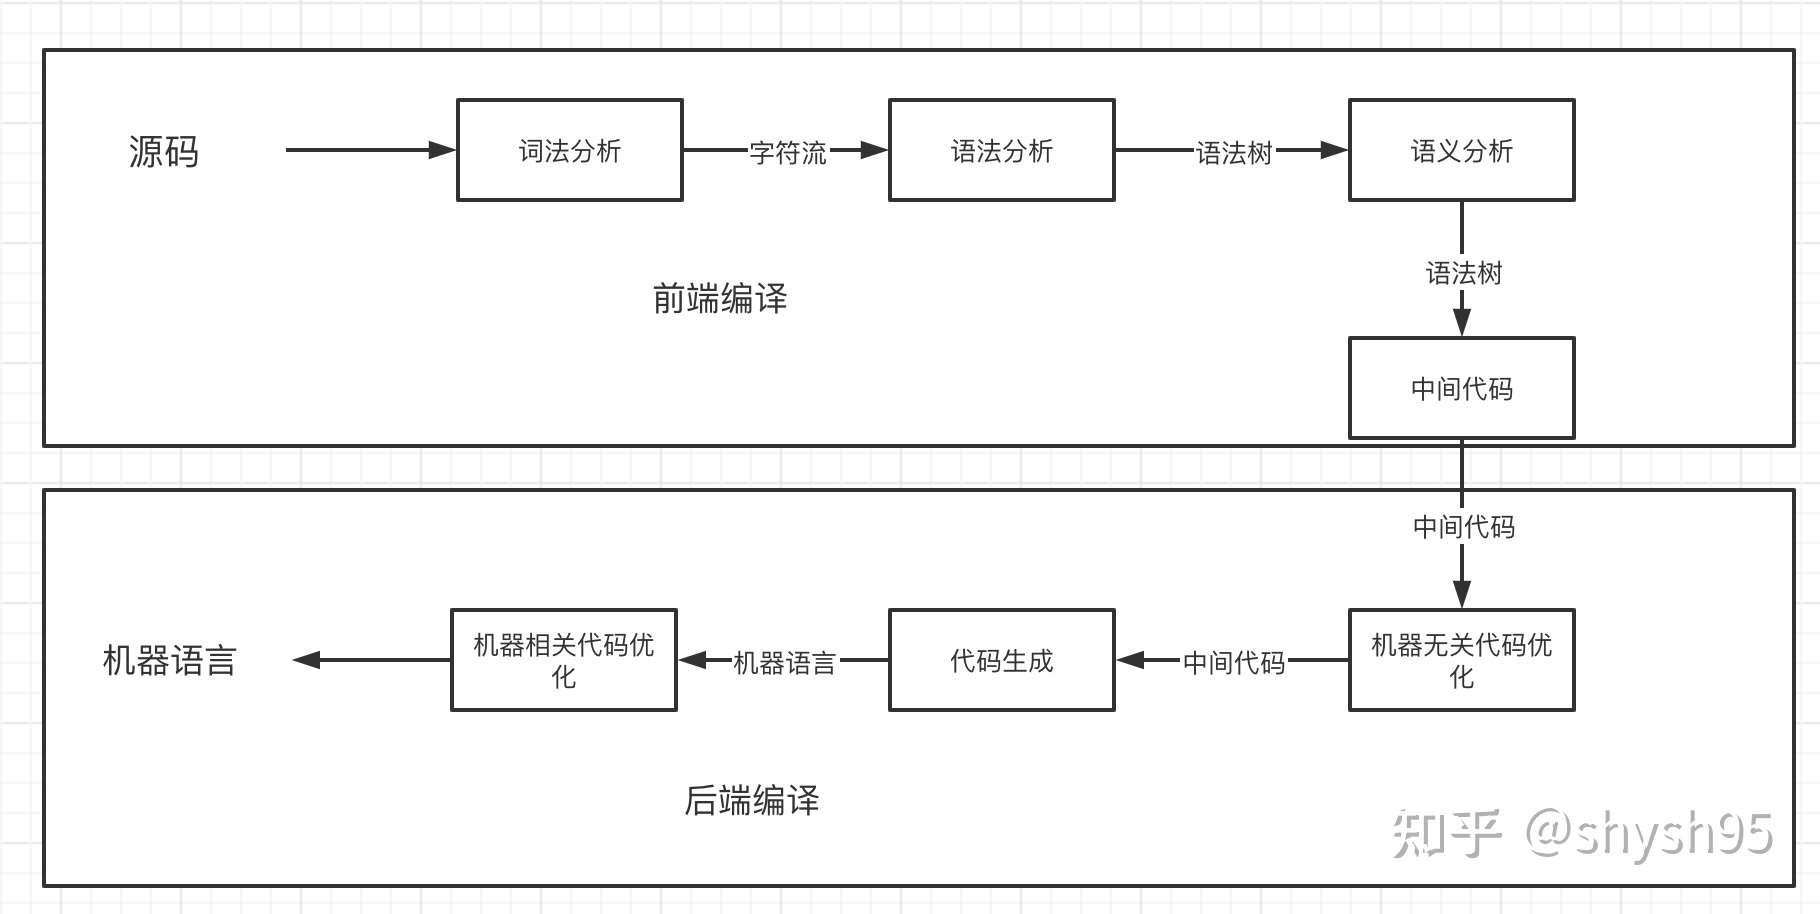 源码
词法分析
字符流
语法分析
语法树
语义分析
语法树
前端编译
中间代码
中间代码
机器语言
机器相关代码优
化
机器语言
代码生成
中间代码
机器无关代码优
化
后端编译
知乎 @shysh95